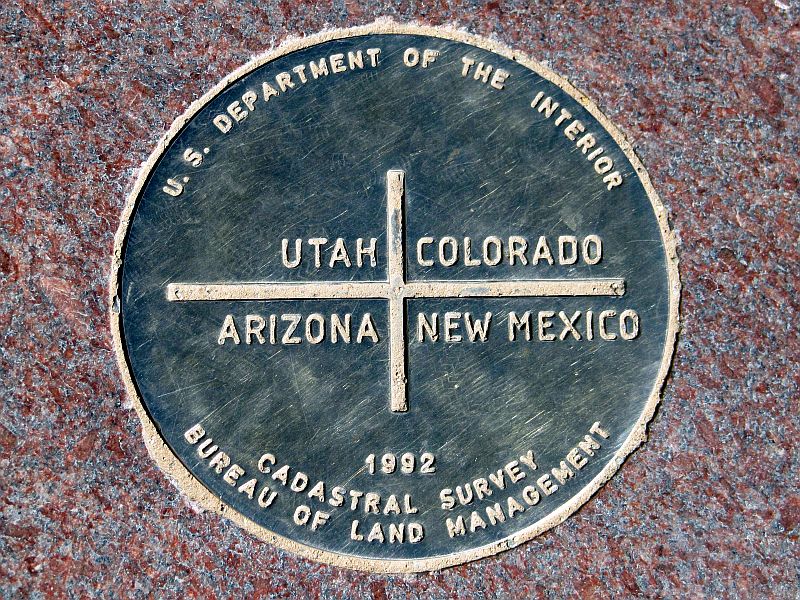 U. S. DEPARTMENT OF THE INTERIOR
UTAH COLORADO
ARIZONA NEW MEXICO
1992
CADASTRAL SURVEY
BUREAU OF LAND MANAGEMENT